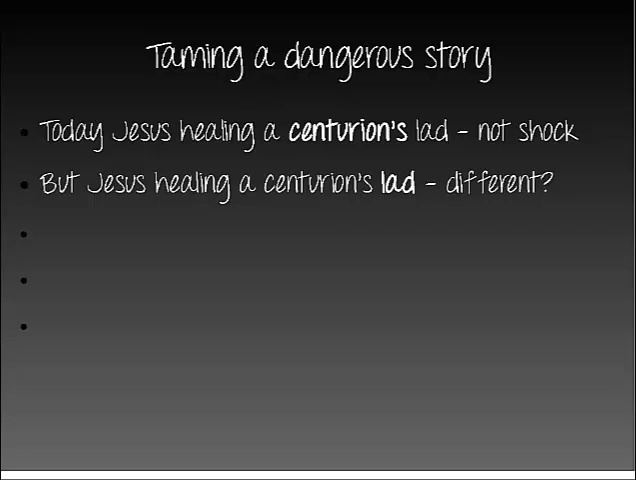 Taming a dangerous story
• Today Jesus healing a centurion's lad - not shock
• But Jesus healing a centurion's lad - different?
•
•
•